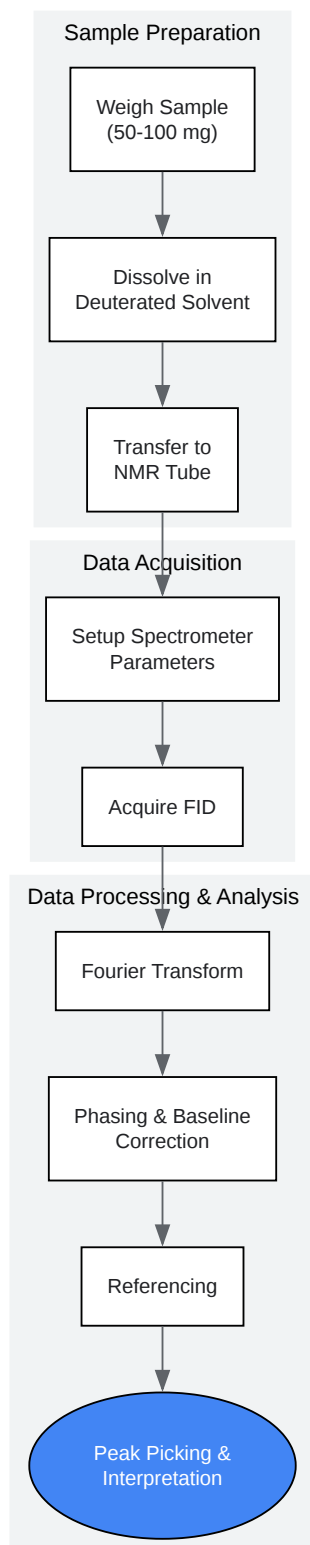 Sample Preparation
Weigh Sample
(50-100 mg)
Dissolve in
Deuterated Solvent
Transfer to
NMR Tube
Data Acquisition
Setup Spectrometer
Parameters
Acquire FID
Data Processing & Analysis
Fourier Transform
Phasing & Baseline
Correction
Referencing
Peak Picking &
Interpretation